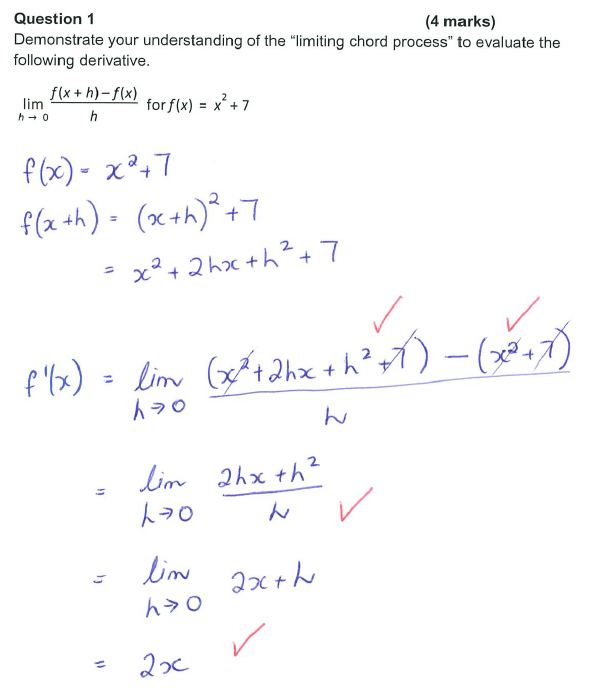 Question 1 (4 marks)
Demonstrate your understanding of the “limiting chord process” to evaluate the
following derivative.
lim h → 0 f(x + h) – f(x) / h for f(x) = x² + 7
f(x) = x² + 7
f(x + h) = (x + h)² + 7
= x² + 2hx + h² + 7
f'(x) = lim h → 0 (x² + 2hx + h² + 7) – (x² + 7) / h
= lim h → 0 2hx + h² / h
= lim h → 0 2x + h
= 2x